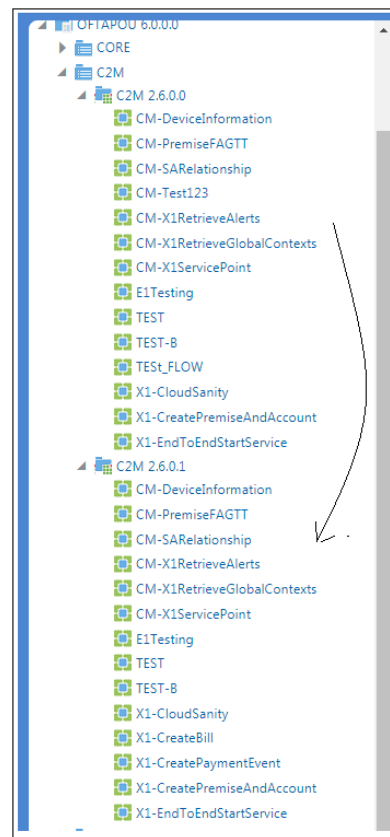 OFTAPOU 6.0.0.0
CORE
C2M
C2M 2.6.0.0
CM-DeviceInformation
CM-PremiseFAGTT
CM-SARelationship
CM-Test123
CM-X1RetrieveAlerts
CM-X1RetrieveGlobalContexts
CM-X1ServicePoint
E1Testing
TEST
TEST-B
TESt_FLOW
X1-CloudSanity
X1-CreatePremiseAndAccount
X1-EndToEndStartService
C2M 2.6.0.1
CM-DeviceInformation
CM-PremiseFAGTT
CM-SARelationship
CM-X1RetrieveAlerts
CM-X1RetrieveGlobalContexts
CM-X1ServicePoint
E1Testing
TEST
TEST-B
X1-CloudSanity
X1-CreateBill
X1-CreatePaymentEvent
X1-CreatePremiseAndAccount
X1-EndToEndStartService